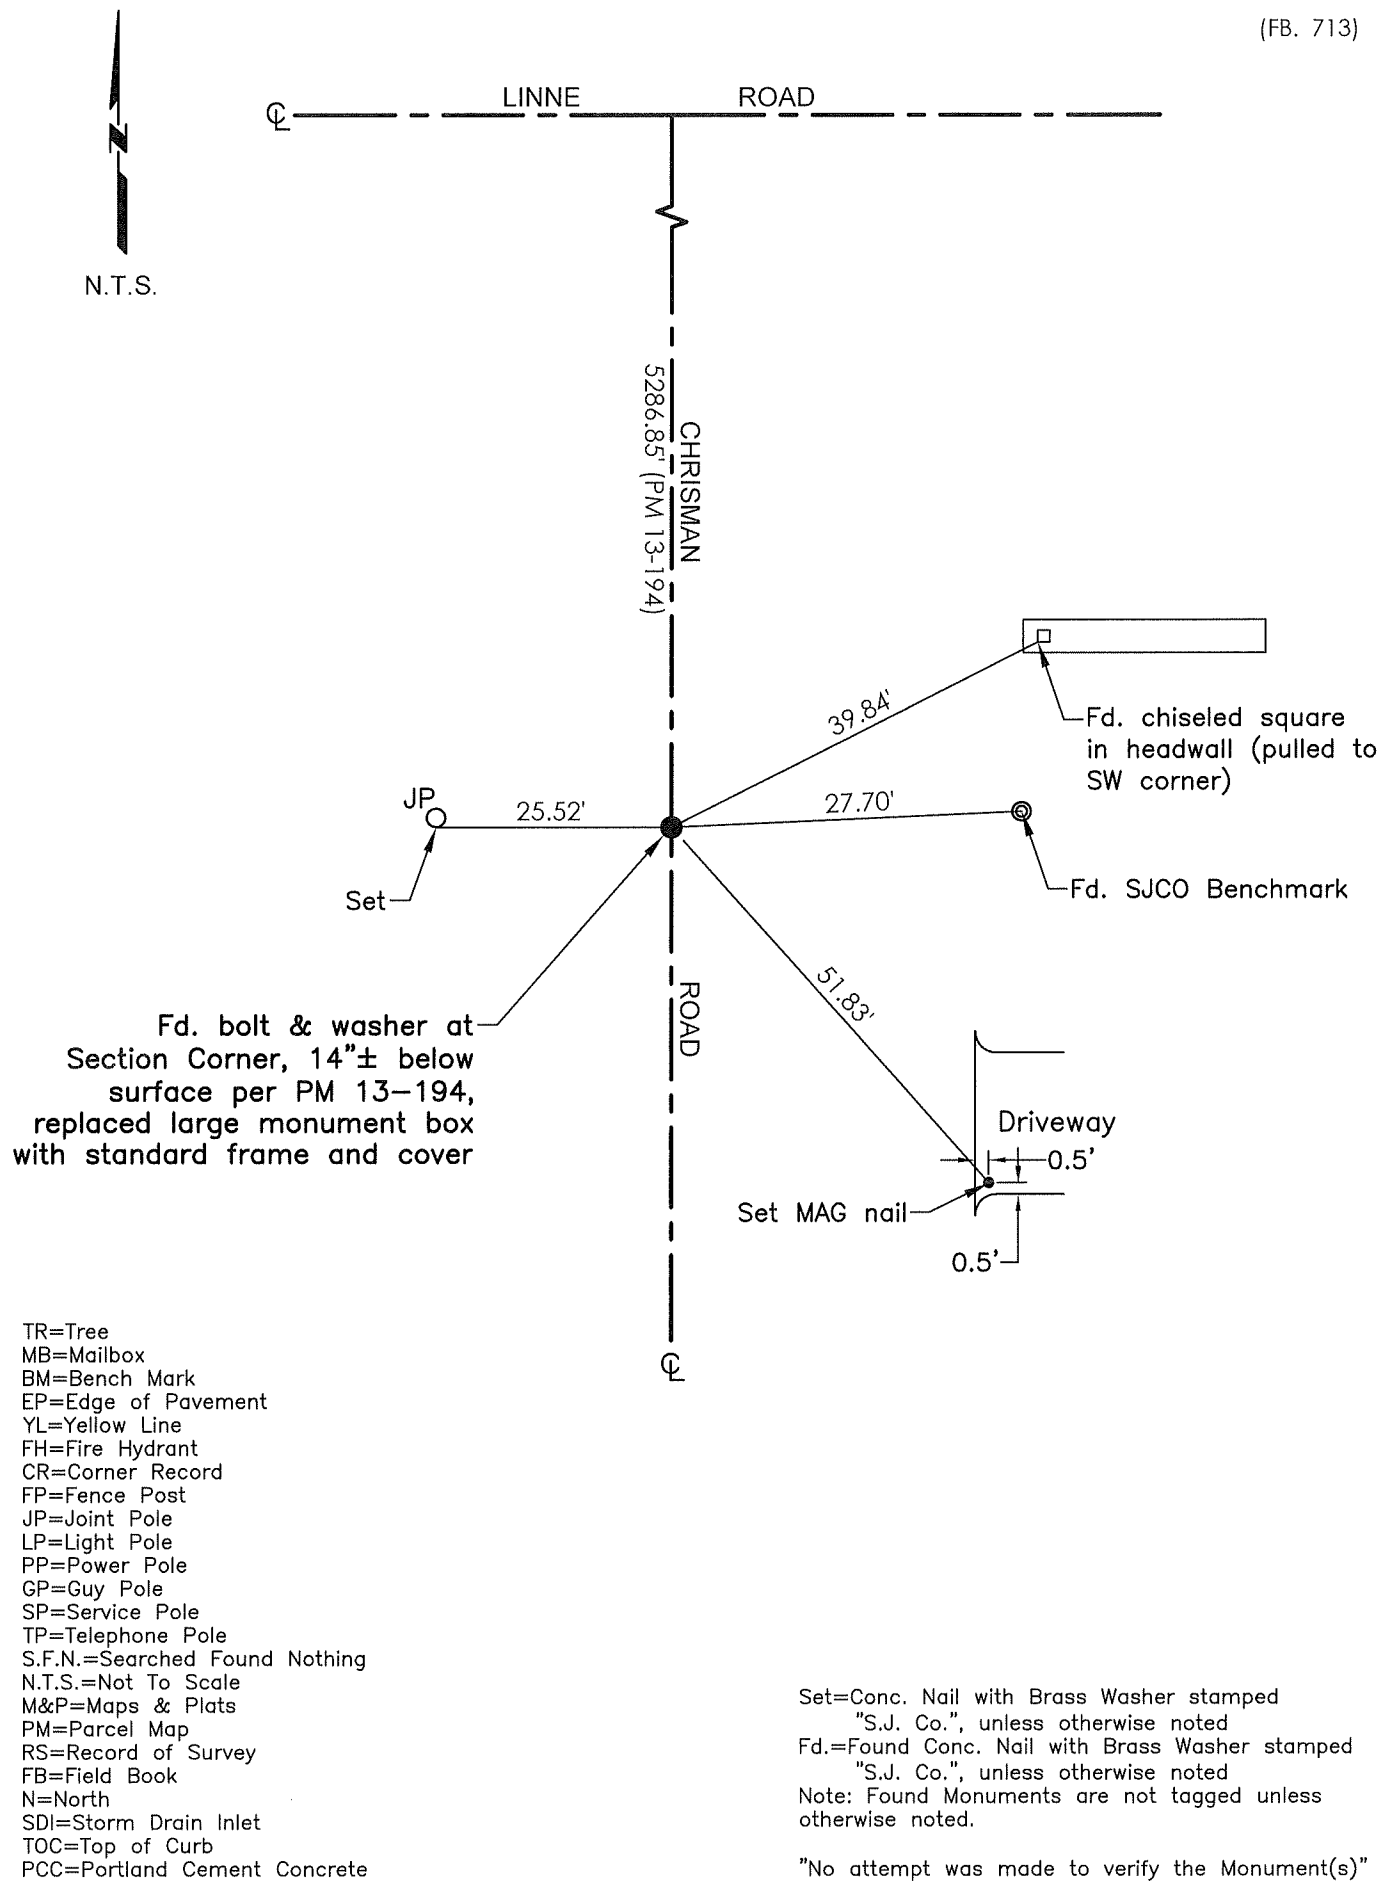 (FB. 713)
LINNE ROAD
℄
N
N.T.S.
CHRISMAN
5286.85' (PM 13-194)
39.84'
Fd. chiseled square
in headwall (pulled to
SW corner)
JP
25.52'
27.70'
Set
Fd. SJCO Benchmark
51.83'
ROAD
Fd. bolt & washer at
Section Corner, 14"± below
surface per PM 13-194,
replaced large monument box
with standard frame and cover
Driveway
0.5'
Set MAG nail
0.5'
℄
TR=Tree
MB=Mailbox
BM=Bench Mark
EP=Edge of Pavement
YL=Yellow Line
FH=Fire Hydrant
CR=Corner Record
FP=Fence Post
JP=Joint Pole
LP=Light Pole
PP=Power Pole
GP=Guy Pole
SP=Service Pole
TP=Telephone Pole
S.F.N.=Searched Found Nothing
N.T.S.=Not To Scale
M&P=Maps & Plats
PM=Parcel Map
RS=Record of Survey
FB=Field Book
N=North
SDI=Storm Drain Inlet
TOC=Top of Curb
PCC=Portland Cement Concrete
Set=Conc. Nail with Brass Washer stamped
"S.J. Co.", unless otherwise noted
Fd.=Found Conc. Nail with Brass Washer stamped
"S.J. Co.", unless otherwise noted
Note: Found Monuments are not tagged unless
otherwise noted.
"No attempt was made to verify the Monument(s)"